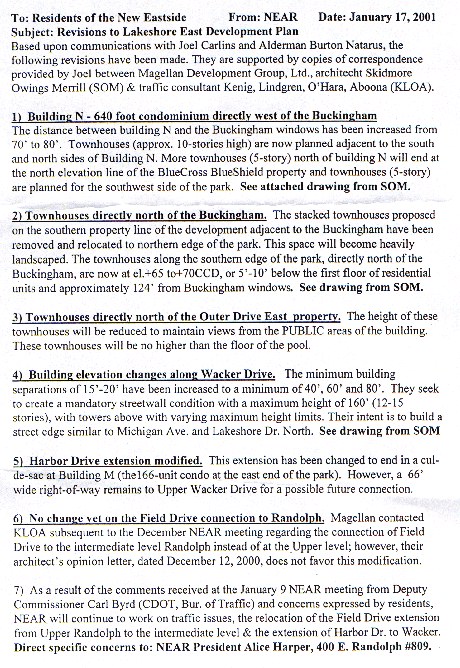 To: Residents of the New Eastside From: NEAR Date: January 17, 2001
Subject: Revisions to Lakeshore East Development Plan
Based upon communications with Joel Carlins and Alderman Burton Natarus, the
following revisions have been made. They are supported by copies of correspondence
provided by Joel between Magellan Development Group, Ltd., architecht Skidmore
Owings Merrill (SOM) & traffic consultant Kenig, Lindgren, O'Hara, Aboona (KLOA).
1) Building N - 640 foot condominium directly west of the Buckingham
The distance between building N and the Buckingham windows has been increased from
70' to 80'. Townhouses (approx. 10-stories high) are now planned adjacent to the south
and north sides of Building N. More townhouses (5-story) north of building N will end at
the north elevation line of the BlueCross BlueShield property and townhouses (5-story)
are planned for the southwest side of the park. See attached drawing from SOM.
2) Townhouses directly north of the Buckingham. The stacked townhouses proposed
on the southern property line of the development adjacent to the Buckingham have been
removed and relocated to northern edge of the park. This space will become heavily
landscaped. The townhouses along the southern edge of the park, directly north of the
Buckingham, are now at el.+65 to+70CCD, or 5'-10' below the first floor of residential
units and approximately 124' from Buckingham windows. See drawing from SOM.
3) Townhouses directly north of the Outer Drive East property. The height of these
townhouses will be reduced to maintain views from the PUBLIC areas of the building.
These townhouses will be no higher than the floor of the pool.
4) Building elevation changes along Wacker Drive. The minimum building
separations of 15'-20' have been increased to a minimum of 40', 60' and 80'. They seek
to create a mandatory streetwall condition with a maximum height of 160' (12-15
stories), with towers above with varying maximum height limits. Their intent is to build a
street edge similar to Michigan Ave. and Lakeshore Dr. North. See drawing from SOM
5) Harbor Drive extension modified. This extension has been changed to end in a cul-
de-sac at Building M (the166-unit condo at the east end of the park). However, a 66'
wide right-of-way remains to Upper Wacker Drive for a possible future connection.
6) No change yet on the Field Drive connection to Randolph. Magellan contacted
KLOA subsequent to the December NEAR meeting regarding the connection of Field
Drive to the intermediate level Randolph instead of at the Upper level; however, their
architect's opinion letter, dated December 12, 2000, does not favor this modification.
7) As a result of the comments received at the January 9 NEAR meeting from Deputy
Commissioner Carl Byrd (CDOT, Bur. of Traffic) and concerns expressed by residents,
NEAR will continue to work on traffic issues, the relocation of the Field Drive extension
from Upper Randolph to the intermediate level & the extension of Harbor Dr. to Wacker.
Direct specific concerns to: NEAR President Alice Harper, 400 E. Randolph #809.